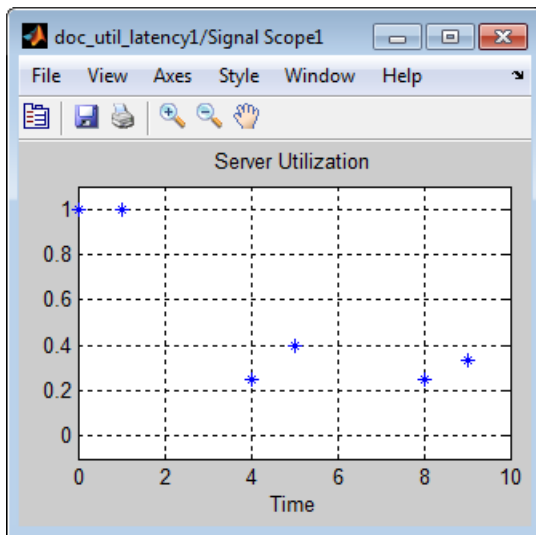 doc_util_latency1/Signal Scope1
File View Axes Style Window Help
Server Utilization
1
0.8
0.6
0.4
0.2
0
0 2 4 6 8 10
Time